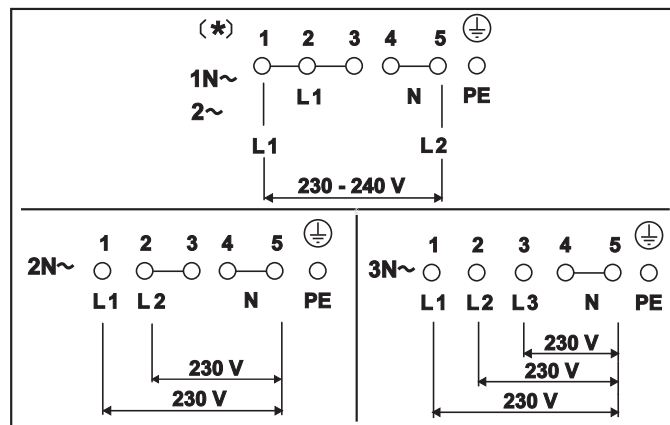 (*) 1 2 3 4 5
1N~ L1 N PE
2~
L1 L2
230 - 240 V
1 2 3 4 5
2N~
L1 L2 N PE
230 V
230 V
1 2 3 4 5
3N~
L1 L2 L3 N PE
230 V
230 V
230 V